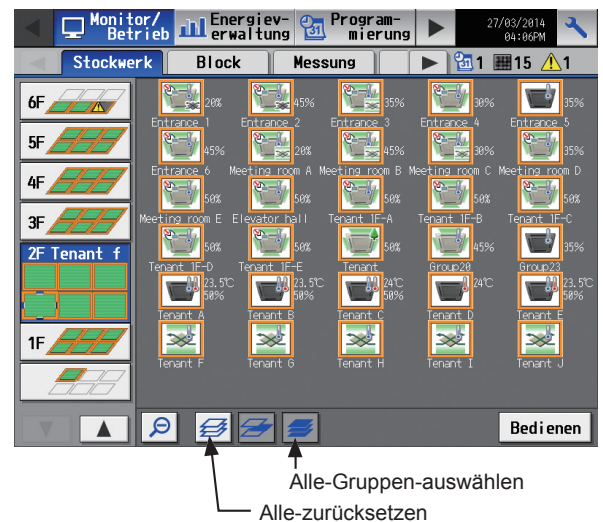 Monitor/ Betrieb Energiev- erwaltung Program- mierung 27/03/2014 04:06PM
Stockwerk Block Messung 31 1 15 1
6F
5F
4F
3F
2F Tenant f
1F
20% 45% 35% 30% 35%
Entrance 1 Entrance 2 Entrance 3 Entrance 4 Entrance 5
45% 20% 45% 30% 35%
Entrance 6 Meeting room A Meeting room B Meeting room C Meeting room D
50% 50% 50% 50% 50%
Meeting room E Elevator hall Tenant 1F-A Tenant 1F-B Tenant 1F-C
50% 50% 50% 45% 35%
Tenant 1F-D Tenant 1F-E Tenant Group20 Group23
23.5℃ 50% 23.5℃ 50% 24℃ 50% 24℃ 23.5℃ 50%
Tenant A Tenant B Tenant C Tenant D Tenant E
Tenant F Tenant G Tenant H Tenant I Tenant J
Bedienen
Alle-Gruppen-auswählen
Alle-zurücksetzen